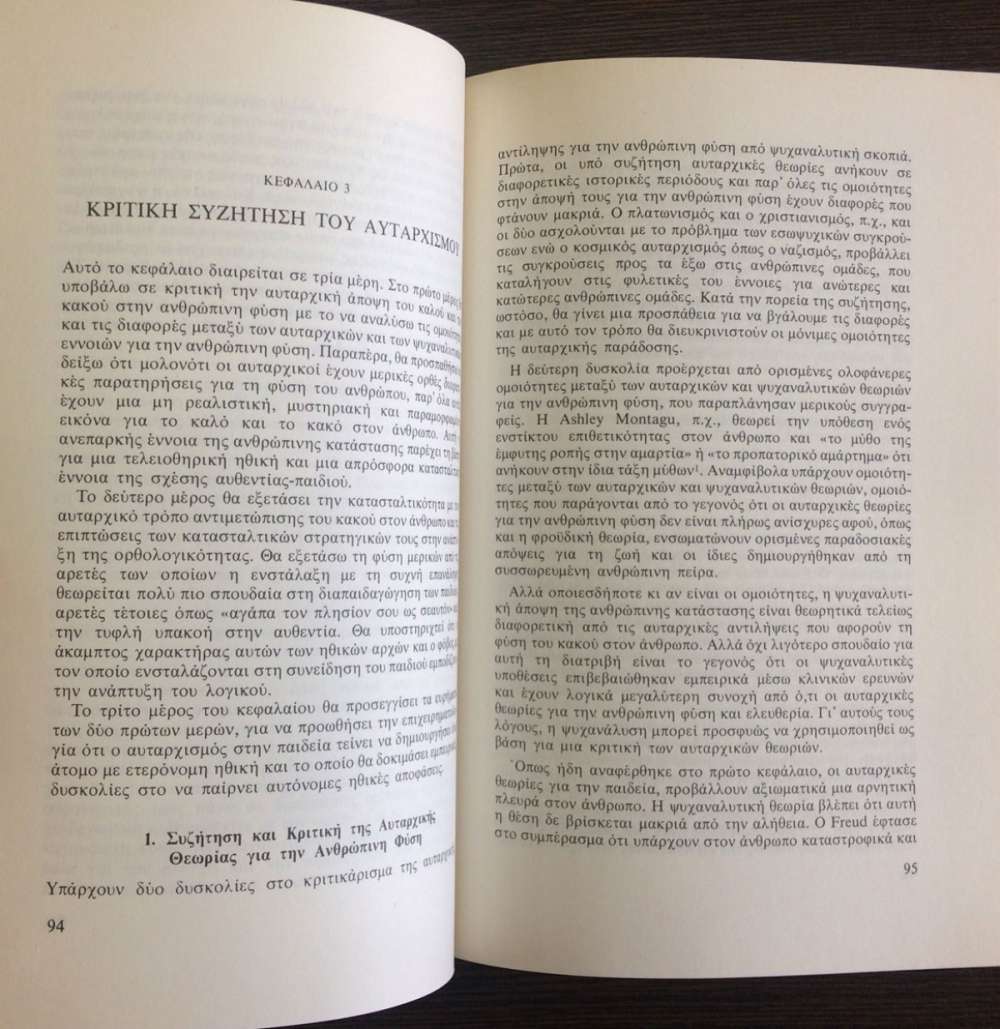 ΚΕΦΑΛΑΙΟ 3
ΚΡΙΤΙΚΗ ΣΥΖΗΤΗΣΗ ΤΟΥ ΑΥΤΑΡΧΙΣΜΟΥ
Αυτό το κεφάλαιο διαιρείται σε τρία μέρη. Στο πρώτο μέρος
υποβάλω σε κριτική την αυταρχική άποψη του καλού και
κακού στην ανθρώπινη φύση με το να αναλύσω τις ομοιότητες
και τις διαφορές μεταξύ των αυταρχικών και των ψυχαναλυτικών
εννοιών για την ανθρώπινη φύση. Παραπέρα, θα προσπαθήσω
δείξω ότι μολονότι οι αυταρχικοί έχουν μερικές ορθές
κές παρατηρήσεις για τη φύση του ανθρώπου, παρ' όλα αυτά
έχουν μια μη ρεαλιστική, μυστηριακή και παραμορφωμένη
εικόνα για το καλό και το κακό στον άνθρωπο. Αυτή
ανεπαρκής έννοια της ανθρώπινης κατάστασης παρέχει τη
για μια τελειοθηρική ηθική και μια απρόσφορα κατασταλτική
έννοια της σχέσης αυθεντίας-παιδιού.
Το δεύτερο μέρος θα εξετάσει την κατασταλτικότητα με
αυταρχικό τρόπο αντιμετώπισης του κακού στον άνθρωπο και
επιπτώσεις των κατασταλτικών στρατηγικών τους στην
ξη της ορθολογικότητας. Θα εξετάσω τη φύση μερικών από
αρετές των οποίων η ενστάλαξη με τη συχνή
θεωρείται πολύ πιο σπουδαία στη διαπαιδαγώγηση των
αρετές τέτοιες όπως «αγάπα τον πλησίον σου ως σεαυτόν»
την τυφλή υπακοή στην αυθεντία. Θα υποστηριχτεί ότι
άκαμπτος χαρακτήρας αυτών των ηθικών αρχών και ο φόβος
τον οποίο ενσταλάζονται στη συνείδηση του παιδιού εμποδίζουν
την ανάπτυξη του λογικού.
Το τρίτο μέρος του κεφαλαίου θα προσεγγίσει τα ευρήματα
των δύο πρώτων μερών, για να προωθήσει την
γία ότι ο αυταρχισμός στην παιδεία τείνει να δημιουργήσει
άτομο με ετερόνομη ηθική και το οποίο θα δοκιμάσει
δυσκολίες στο να παίρνει αυτόνομες ηθικές αποφάσεις.
1. Συζήτηση και Κριτική της Αυταρχικής
Θεωρίας για την Ανθρώπινη Φύση
Υπάρχουν δύο δυσκολίες στο κριτικάρισμα της
94
αντίληψης για την ανθρώπινη φύση από ψυχαναλυτική σκοπιά.
Πρώτα, οι υπό συζήτηση αυταρχικές θεωρίες ανήκουν σε
διαφορετικές ιστορικές περιόδους και παρ' όλες τις ομοιότητες
στην άποψή τους για την ανθρώπινη φύση έχουν διαφορές που
φτάνουν μακριά. Ο πλατωνισμός και ο χριστιανισμός, π.χ., και
οι δύο ασχολούνται με το πρόβλημα των εσωψυχικών συγκρού-
σεων ενώ ο κοσμικός αυταρχισμός όπως ο ναζισμός, προβάλλει
τις συγκρούσεις προς τα έξω στις ανθρώπινες ομάδες, που
καταλήγουν στις φυλετικές του έννοιες για ανώτερες και
κατώτερες ανθρώπινες ομάδες. Κατά την πορεία της συζήτησης,
ωστόσο, θα γίνει μια προσπάθεια για να βγάλουμε τις διαφορές
και με αυτό τον τρόπο θα διευκρινιστούν οι μόνιμες ομοιότητες
της αυταρχικής παράδοσης.
Η δεύτερη δυσκολία προέρχεται από ορισμένες ολοφάνερες
ομοιότητες μεταξύ των αυταρχικών και ψυχαναλυτικών θεωριών
για την ανθρώπινη φύση, που παραπλάνησαν μερικούς συγγρα-
φείς. Η Ashley Montagu, π.χ., θεωρεί την υπόθεση ενός
ενστίκτου επιθετικότητας στον άνθρωπο και «το μύθο της
έμφυτης ροπής στην αμαρτία» ή «το προπατορικό αμάρτημα» ότι
ανήκουν στην ίδια τάξη μύθων¹. Αναμφίβολα υπάρχουν ομοιότη-
τες μεταξύ των αυταρχικών και ψυχαναλυτικών θεωριών, ομοιό-
τητες που παράγονται από το γεγονός ότι οι αυταρχικές θεωρίες
για την ανθρώπινη φύση δεν είναι πλήρως ανίσχυρες αφού, όπως
και η φροϋδική θεωρία, ενσωματώνουν ορισμένες παραδοσιακές
απόψεις για τη ζωή και οι ίδιες δημιουργήθηκαν από τη
συσσωρευμένη ανθρώπινη πείρα.
Αλλά οποιεσδήποτε κι αν είναι οι ομοιότητες, η ψυχαναλυτι-
κή άποψη της ανθρώπινης κατάστασης είναι θεωρητικά τελείως
διαφορετική από τις αυταρχικές αντιλήψεις που αφορούν τη
φύση του κακού στον άνθρωπο. Αλλά όχι λιγότερο σπουδαίο για
αυτή τη διατριβή είναι το γεγονός ότι οι ψυχαναλυτικές
υποθέσεις επιβεβαιώθηκαν εμπειρικά μέσω κλινικών ερευνών
και έχουν λογικά μεγαλύτερη συνοχή από ό,τι οι αυταρχικές
θεωρίες για την ανθρώπινη φύση και ελευθερία. Γι' αυτούς τους
λόγους, η ψυχανάλυση μπορεί προσφυώς να χρησιμοποιηθεί ως
βάση για μια κριτική των αυταρχικών θεωριών.
Όπως ήδη αναφέρθηκε στο πρώτο κεφάλαιο, οι αυταρχικές
θεωρίες για την παιδεία, προβάλλουν αξιωματικά μια αρνητική
πλευρά στον άνθρωπο. Η ψυχαναλυτική θεωρία βλέπει ότι αυτή
η θέση δε βρίσκεται μακριά από την αλήθεια. Ο Freud έφτασε
στο συμπέρασμα ότι υπάρχουν στον άνθρωπο καταστροφικά και
95